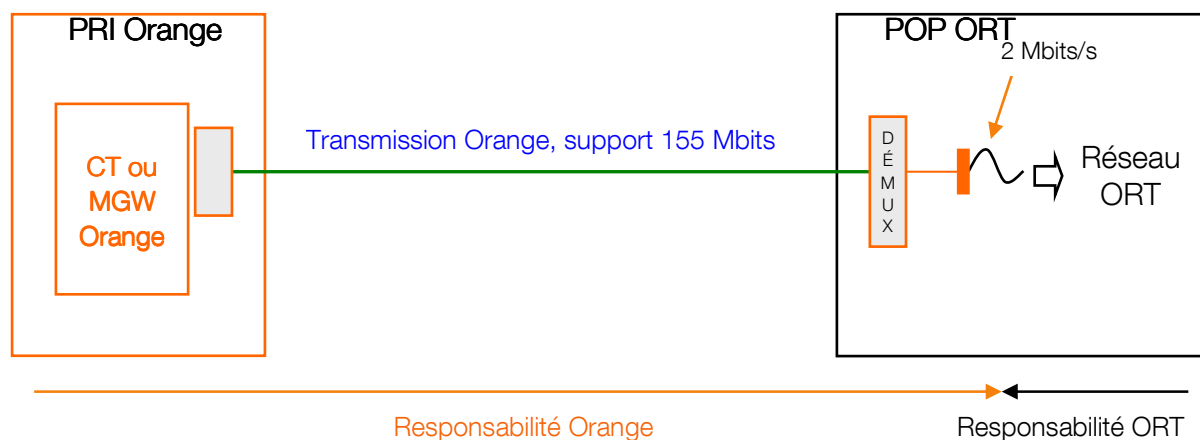 PRI Orange
POP ORT
2 Mbits/s
Transmission Orange, support 155 Mbits
CT ou
MGW
Orange
D
É
M
U
X
Réseau
ORT
Responsabilité Orange
Responsabilité ORT